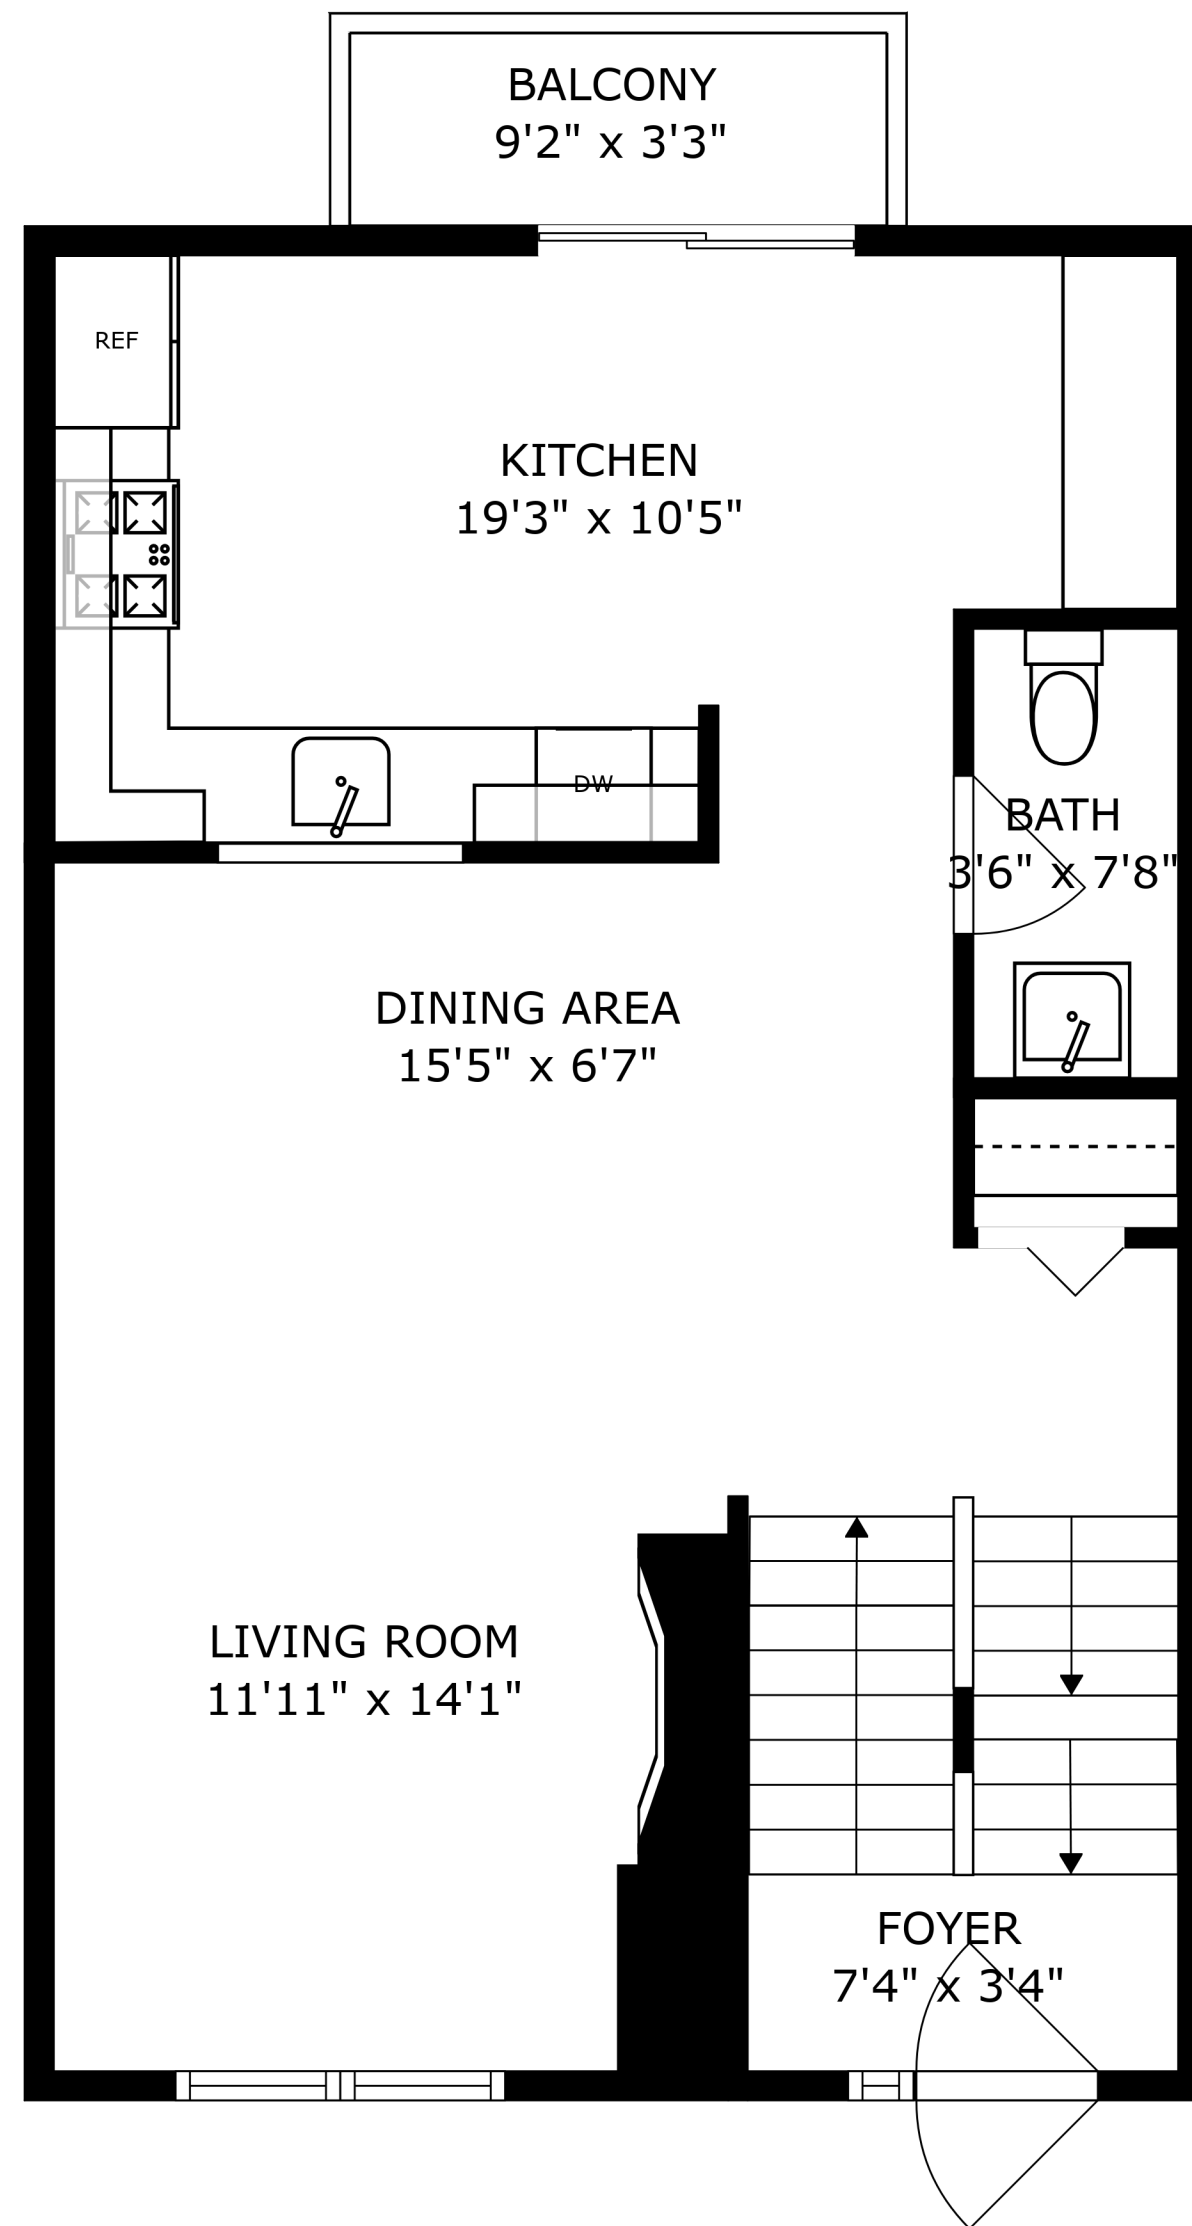 BALCONY
9'2" x 3'3"
REF
KITCHEN
19'3" x 10'5"
DW
BATH
3'6" x 7'8"
DINING AREA
15'5" x 6'7"
LIVING ROOM
11'11" x 14'1"
FOYER
7'4" x 3'4"